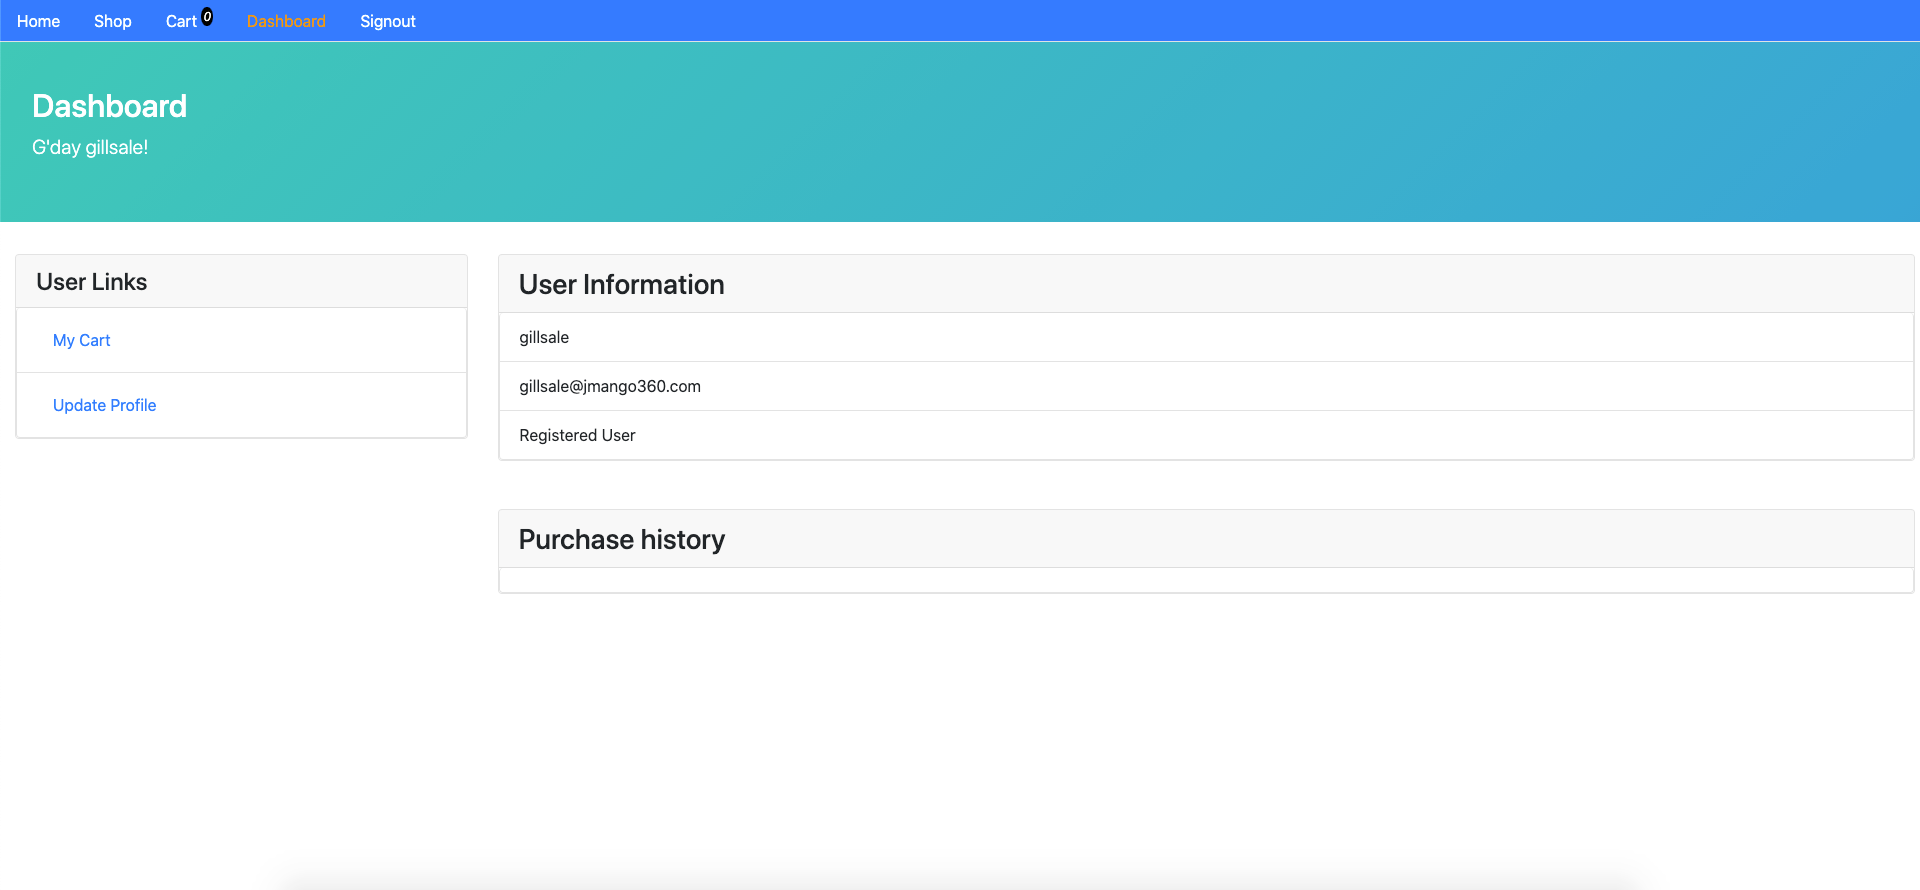 Home Shop Cart 0 Dashboard Signout
Dashboard
G'day gillsale!
User Links
My Cart
Update Profile
User Information
gillsale
gillsale@jmango360.com
Registered User
Purchase history